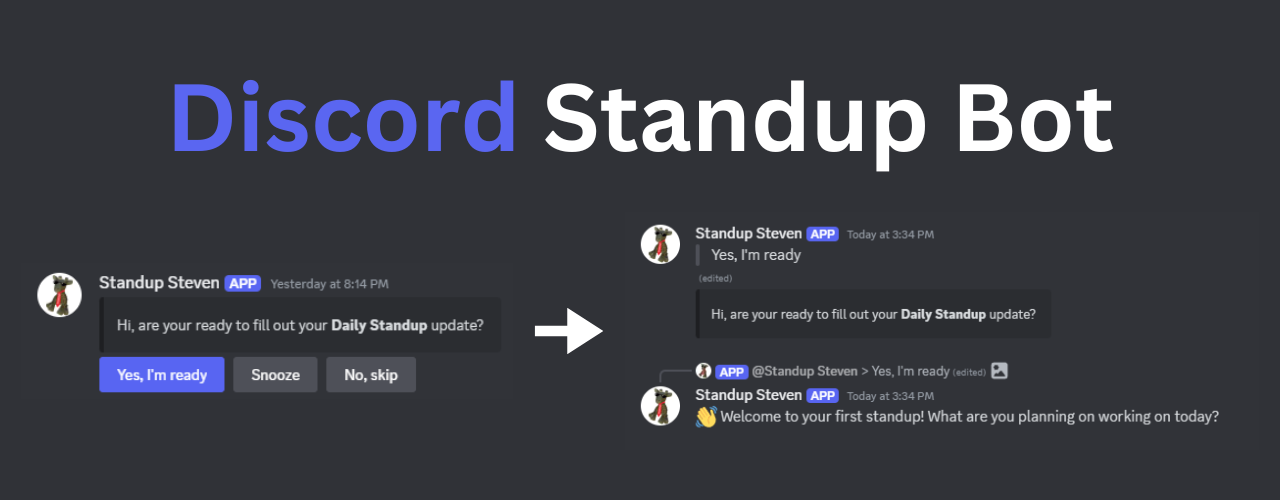 Discord Standup Bot
Standup Steven APP Yesterday at 8:14 PM
Hi, are your ready to fill out your Daily Standup update?
Yes, I'm ready Snooze No, skip
Standup Steven APP Today at 3:34 PM
Yes, I'm ready
(edited)
Hi, are your ready to fill out your Daily Standup update?
APP @Standup Steven > Yes, I'm ready (edited)
Standup Steven APP Today at 3:34 PM
👋 Welcome to your first standup! What are you planning on working on today?